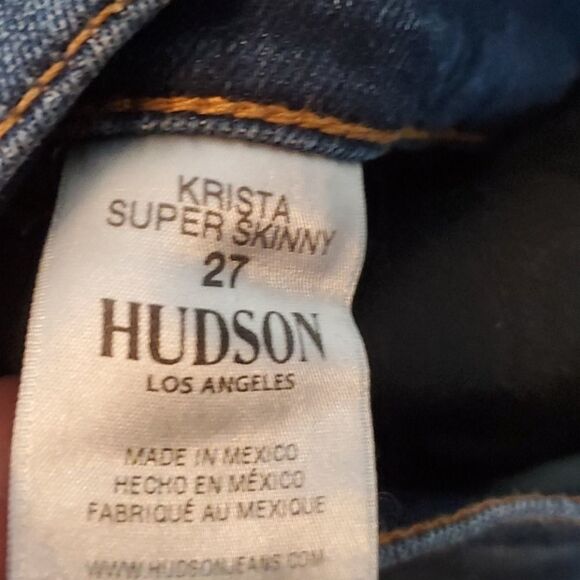 KRISTA
SUPER SKINNY
27
HUDSON
LOS ANGELES
MADE IN MEXICO
HECHO EN MÉXICO
FABRIQUÉ AU MEXIQUE
WWW.HUDSONJEANS.COM